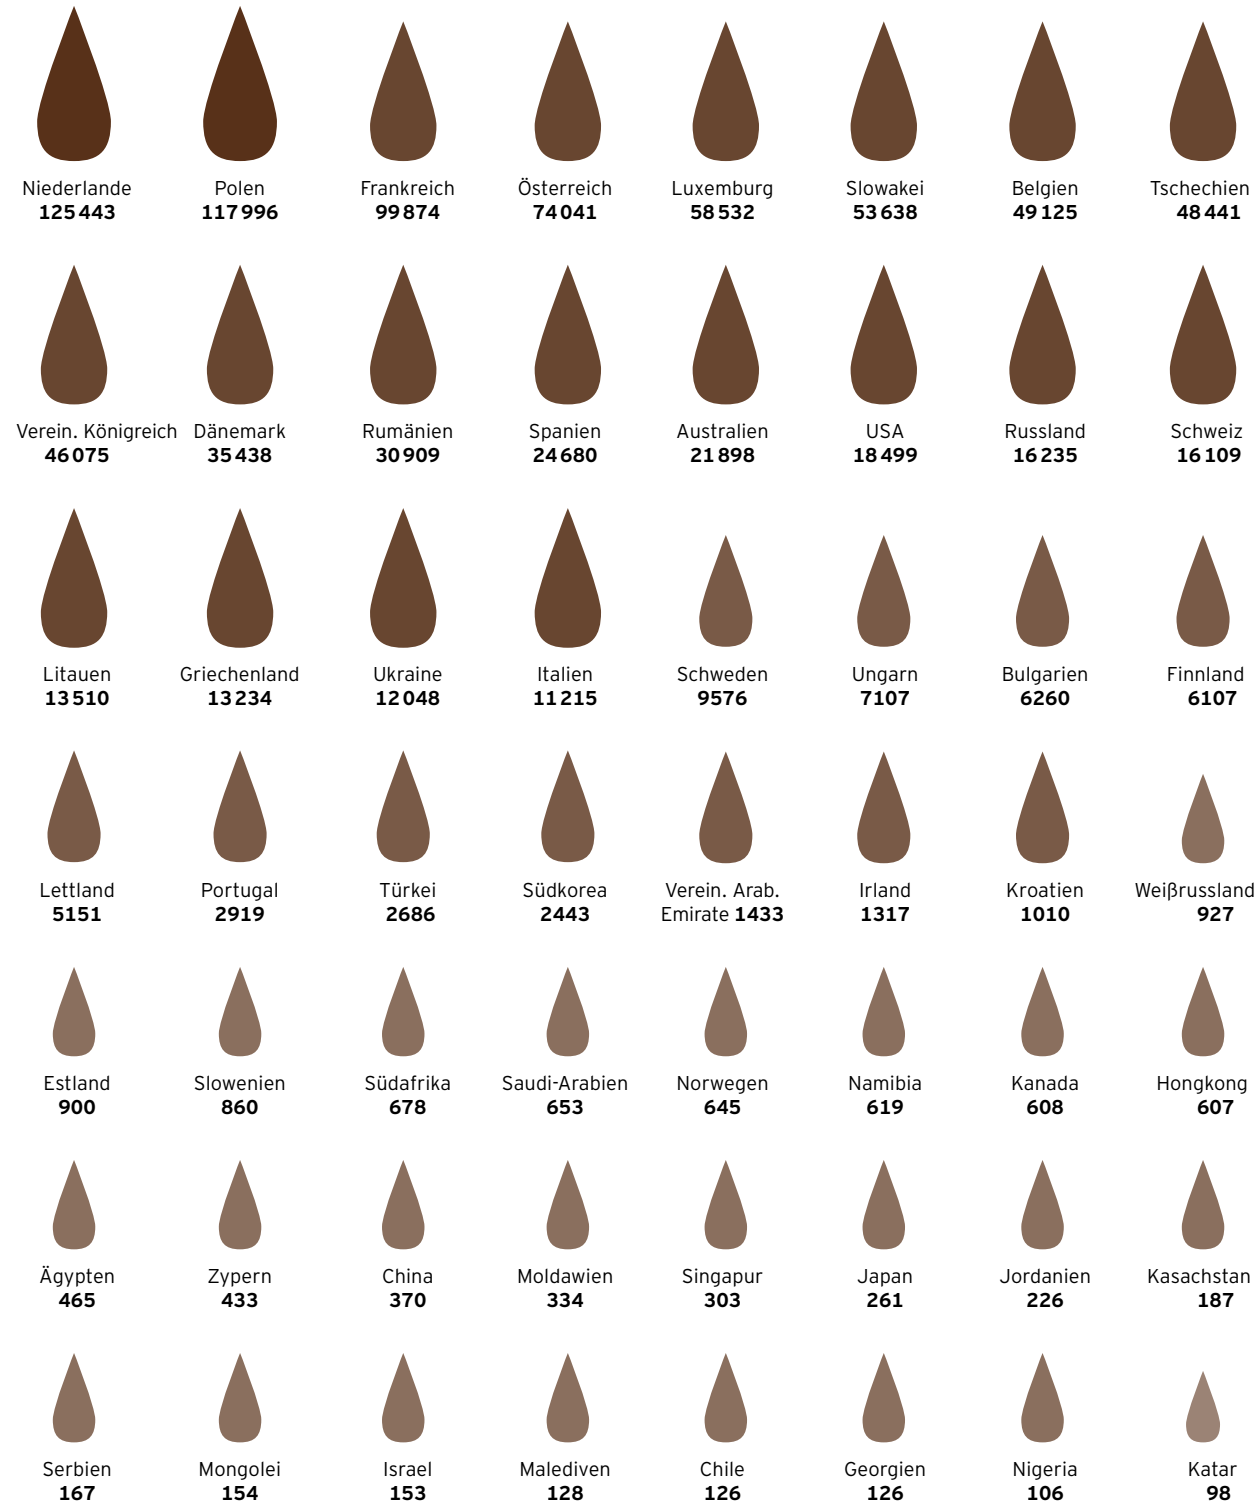 Niederlande Polen Frankreich Österreich Luxemburg Slowakei Belgien Tschechien
125 443 117 996 99 874 74 041 58 532 53 638 49 125 48 441
Verein. Königreich Dänemark Rumänien Spanien Australien USA Russland Schweiz
46 075 35 438 30 909 24 680 21 898 18 499 16 235 16 109
Litauen Griechenland Ukraine Italien Schweden Ungarn Bulgarien Finnland
13 510 13 234 12 048 11 215 9576 7107 6260 6107
Lettland Portugal Türkei Südkorea Verein. Arab. Irland Kroatien Weißrussland
5151 2919 2686 2443 Emirate 1433 1317 1010 927
Estland Slowenien Südafrika Saudi-Arabien Norwegen Namibia Kanada Hongkong
900 860 678 653 645 619 608 607
Ägypten Zypern China Moldawien Singapur Japan Jordanien Kasachstan
465 433 370 334 303 261 226 187
Serbien Mongolei Israel Malediven Chile Georgien Nigeria Katar
167 154 153 128 126 126 106 98